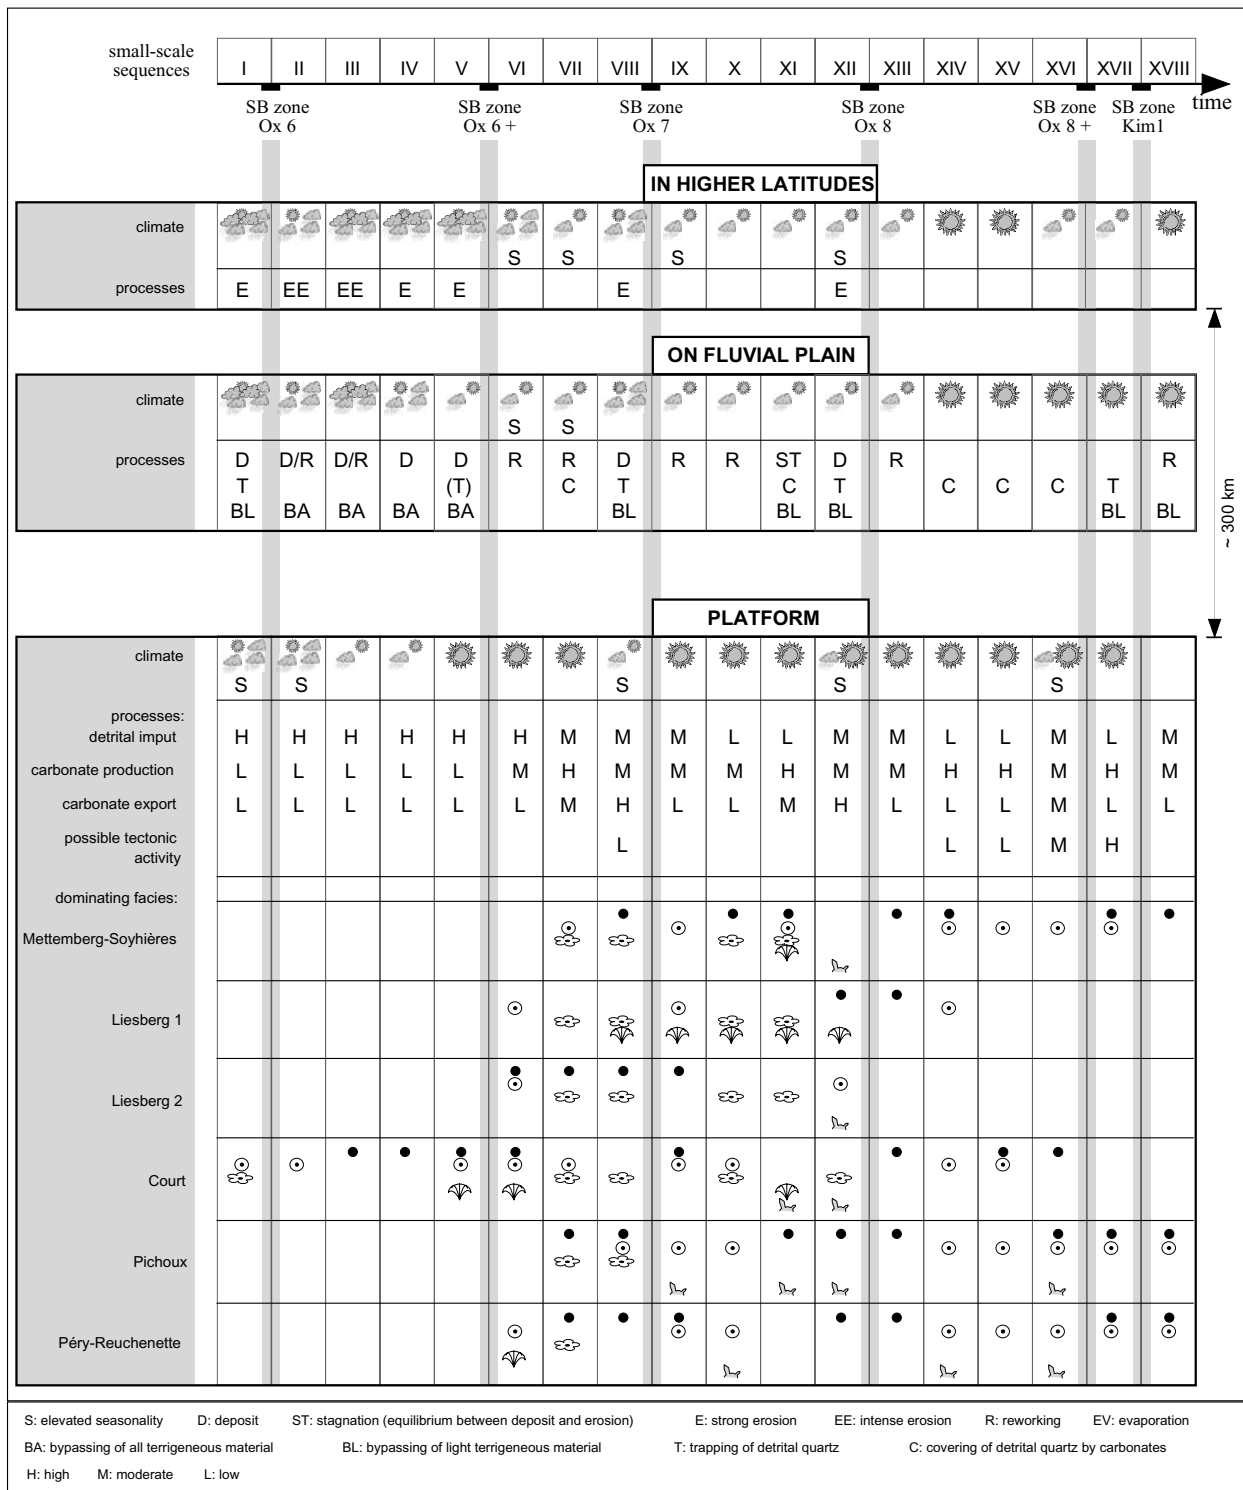 small-scale
sequences I II III IV V VI VII VIII IX X XI XII XIII XIV XV XVI XVII XVIII
time
SB zone SB zone SB zone SB zone SB zone SB zone
Ox 6 Ox 6 + Ox 7 Ox 8 Ox 8 + Kim1
IN HIGHER LATITUDES
climate
S S S S
processes E EE EE E E E E
ON FLUVIAL PLAIN
climate
S S
processes D D/R D/R D D R R D R R ST D R R
T (T) C T C T C C C T
BL BA BA BA BA BL BL BL BL BL
~ 300 km
PLATFORM
climate
S S S S S
processes:
detrital imput H H H H H H M M M L L M M L L M L M
carbonate production L L L L L M H M M M H M M H H M H M
carbonate export L L L L L L M H L L M H L L L M L L
possible tectonic
activity L L L M H
dominating facies:
Mettemberg-Soyhières
Liesberg 1
Liesberg 2
Court
Pichoux
Péry-Reuchenette
S: elevated seasonality D: deposit ST: stagnation (equilibrium between deposit and erosion) E: strong erosion EE: intense erosion R: reworking EV: evaporation
BA: bypassing of all terrigeneous material BL: bypassing of light terrigeneous material T: trapping of detrital quartz C: covering of detrital quartz by carbonates
H: high M: moderate L: low